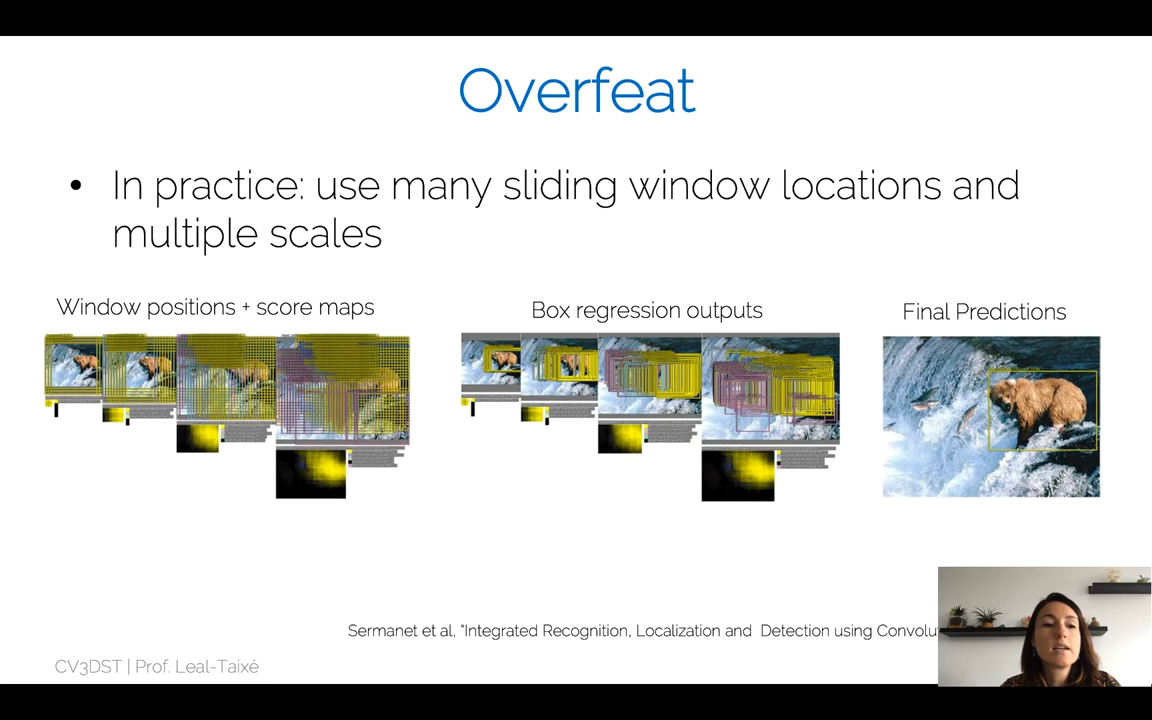 Overfeat
• In practice: use many sliding window locations and
multiple scales
Window positions + score maps
Box regression outputs
Final Predictions
Sermanet et al, “Integrated Recognition, Localization and Detection using
CV3DST | Prof. Leal-Taixé